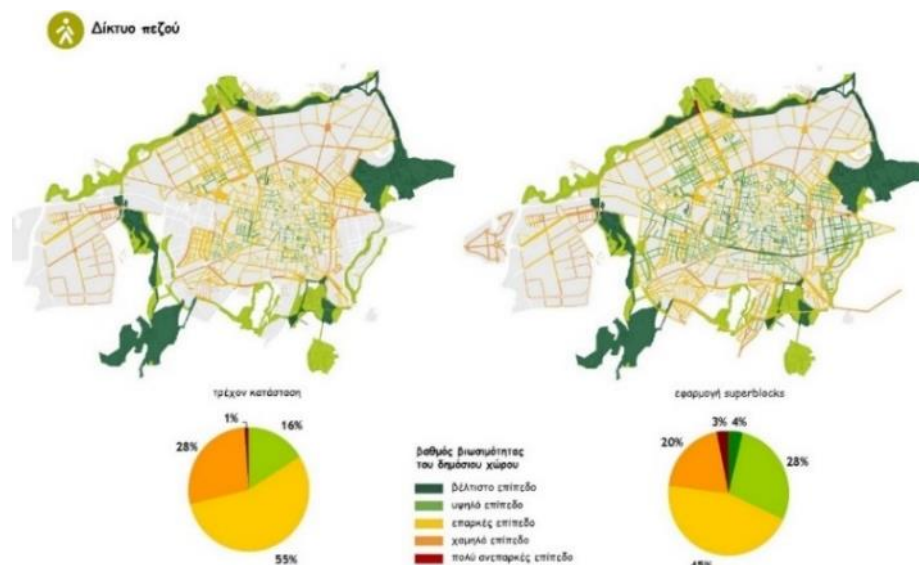 Δίκτυο πεζού
τρέχον κατάσταση
εφαρμογή superblocks
1%
16%
28%
55%
βαθμός βιωσιμότητας
του δημόσιου χώρου
βέλτιστο επίπεδο
υψηλό επίπεδο
επαρκές επίπεδο
χαμηλό επίπεδο
πολύ ανεπαρκές επίπεδο
3%
4%
20%
28%
45%